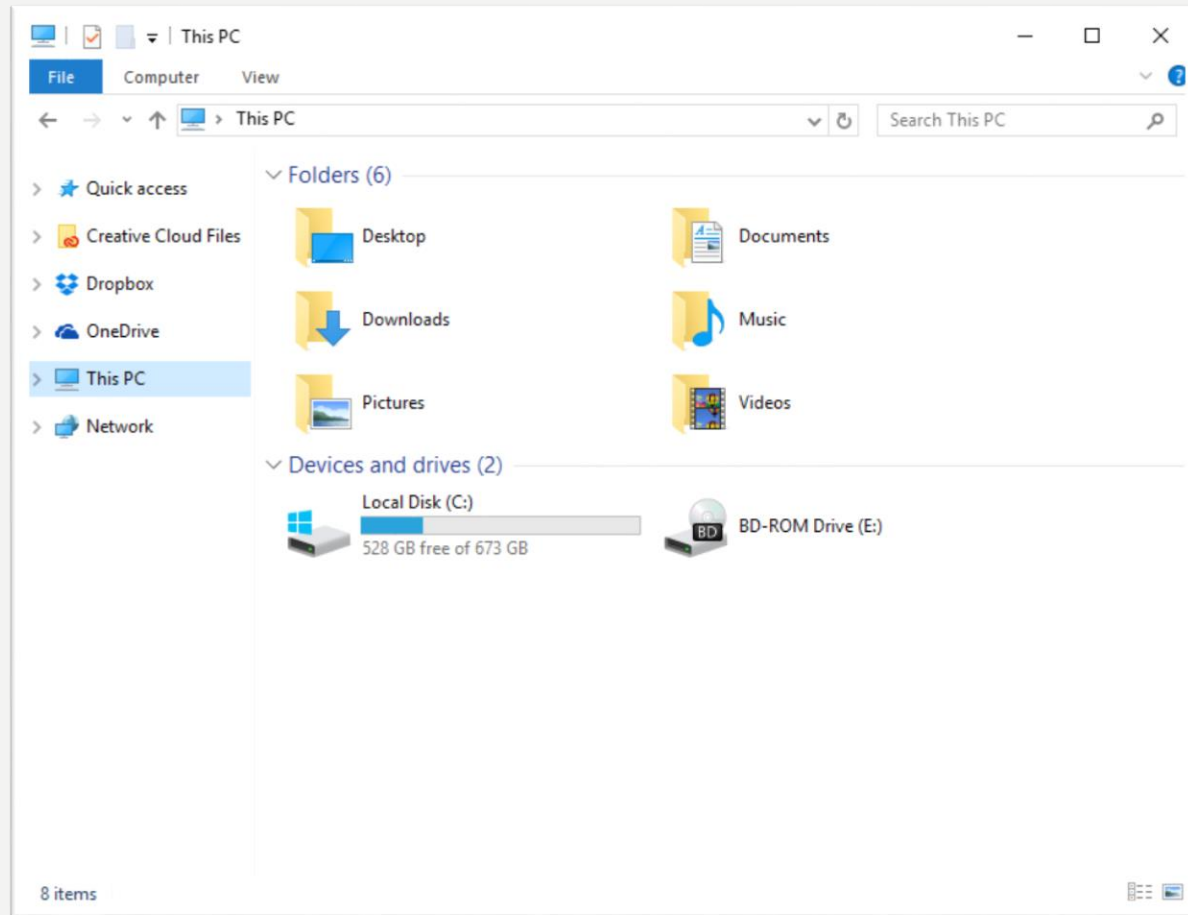 This PC
File Computer View
This PC Search This PC
Quick access
Creative Cloud Files
Dropbox
OneDrive
This PC
Network
Folders (6)
Desktop Documents
Downloads Music
Pictures Videos
Devices and drives (2)
Local Disk (C:)
528 GB free of 673 GB
BD BD-ROM Drive (E:)
8 items